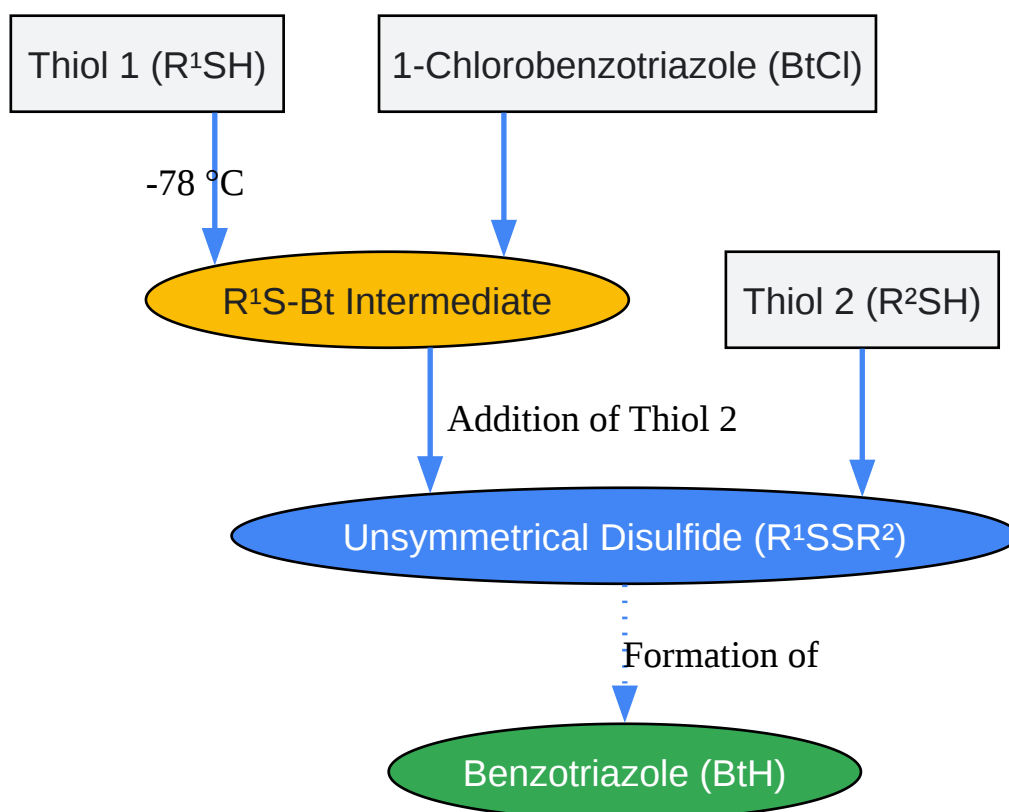 Thiol 1 (R¹SH)
1-Chlorobenzotriazole (BtCl)
-78 °C
R¹S-Bt Intermediate
Thiol 2 (R²SH)
Addition of Thiol 2
Unsymmetrical Disulfide (R¹SSR²)
Formation of
Benzotriazole (BtH)